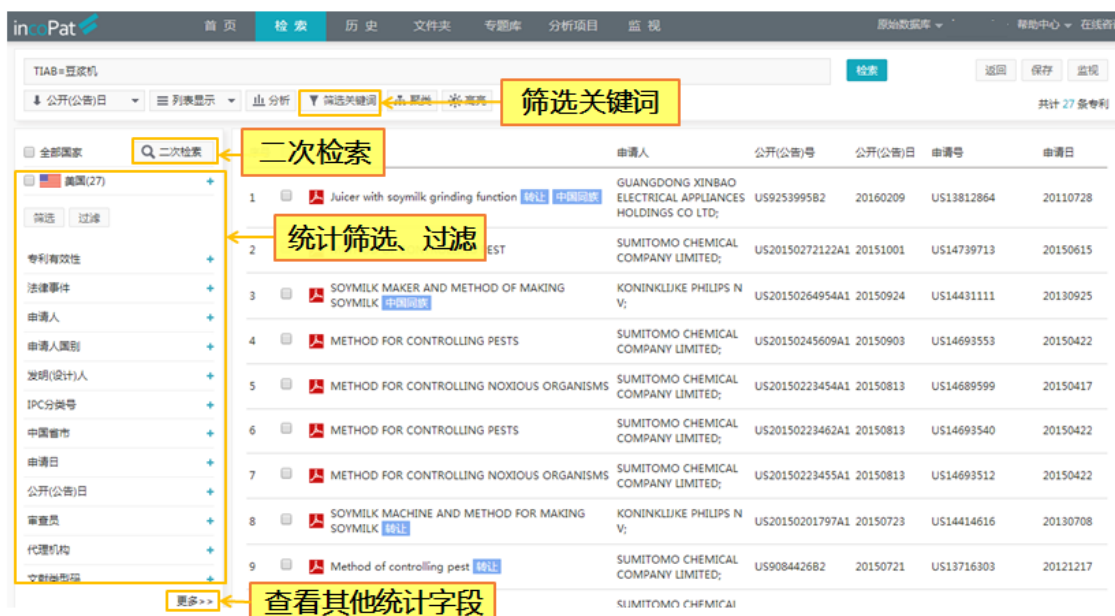 incoPat
首 页 检 索 历 史 文件夹 专题库 分析项目 监 视 原始数据库 帮助中心 在线咨
TIAB=豆浆机 检索 返回 保存 监视
公开(公告)日 列表显示 分析 筛选关键词 聚类 高亮 筛选关键词 共计 27 条专利
全部国家 二次检索 二次检索 申请人 公开(公告)号 公开(公告)日 申请号 申请日
美国(27) +
筛选 过滤
统计筛选、过滤
专利有效性 +
法律事件 +
申请人 +
申请人国别 +
发明(设计)人 +
IPC分类号 +
中国省市 +
申请日 +
公开(公告)日 +
审查员 +
代理机构 +
文献类型码 +
更多>> 查看其他统计字段
1 Juicer with soymilk grinding function 转让 中国同族 GUANGDONG XINBAO
ELECTRICAL APPLIANCES US9253995B2 20160209 US13812864 20110728
HOLDINGS CO LTD;
2 EST SUMITOMO CHEMICAL
COMPANY LIMITED; US20150272122A1 20151001 US14739713 20150615
3 SOYMILK MAKER AND METHOD OF MAKING KONINKLIJKE PHILIPS N
SOYMILK 中国同族 V; US20150264954A1 20150924 US14431111 20130925
4 METHOD FOR CONTROLLING PESTS SUMITOMO CHEMICAL
COMPANY LIMITED; US20150245609A1 20150903 US14693553 20150422
5 METHOD FOR CONTROLLING NOXIOUS ORGANISMS SUMITOMO CHEMICAL
COMPANY LIMITED; US20150223454A1 20150813 US14689599 20150417
6 METHOD FOR CONTROLLING PESTS SUMITOMO CHEMICAL
COMPANY LIMITED; US20150223462A1 20150813 US14693540 20150422
7 METHOD FOR CONTROLLING NOXIOUS ORGANISMS SUMITOMO CHEMICAL
COMPANY LIMITED; US20150223455A1 20150813 US14693512 20150422
8 SOYMILK MACHINE AND METHOD FOR MAKING KONINKLIJKE PHILIPS N
SOYMILK 转让 V; US20150201797A1 20150723 US14414616 20130708
9 Method of controlling pest 转让 SUMITOMO CHEMICAL
COMPANY LIMITED; US9084426B2 20150721 US13716303 20121217
SUMITOMO CHEMICAL